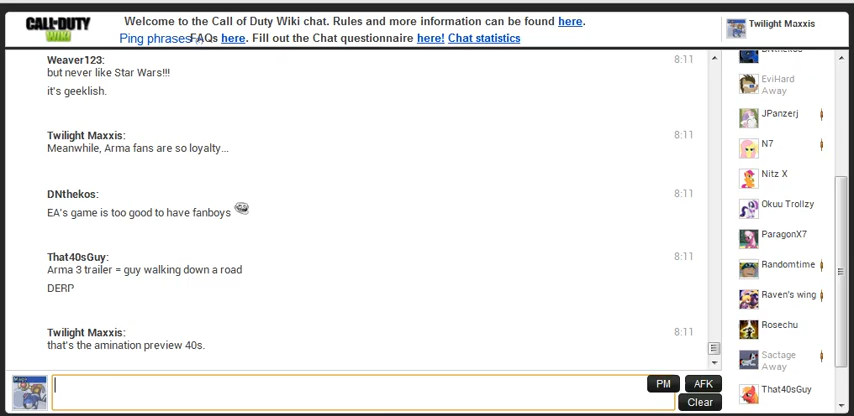 CALL·DUTY
WIKI
Welcome to the Call of Duty Wiki chat. Rules and more information can be found here.
Ping phrases FAQs here. Fill out the Chat questionnaire here! Chat statistics
Twilight Maxxis
Weaver123: 8:11
but never like Star Wars!!!
it's geeklish.
Twilight Maxxis: 8:11
Meanwhile, Arma fans are so loyalty...
DNthekos: 8:11
EA's game is too good to have fanboys
That40sGuy: 8:11
Arma 3 trailer = guy walking down a road
DERP
Twilight Maxxis: 8:11
that's the amination preview 40s.
PM AFK
Clear
DNthekos
EviHard
Away
JPanzerj
N7
Nitz X
Okuu Trollzy
ParagonX7
Randomtime
Raven's wing
Rosechu
Sactage
Away
That40sGuy